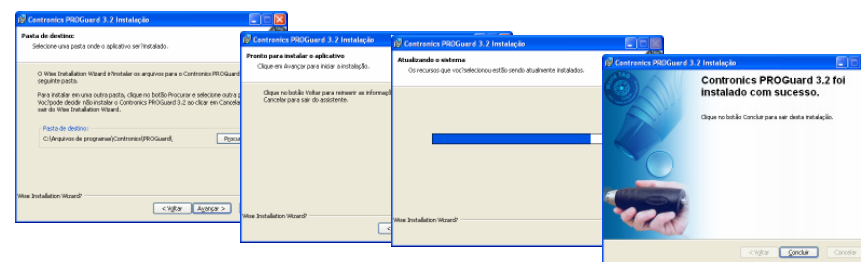 Contronics PROGuard 3.2 Instalação
Pasta de destino:
Selecione uma pasta onde o aplicativo ser?instalado.
O Wise Installation Wizard ir?instalar os arquivos para o Contronics PROGuard
seguinte pasta.
Para instalar em uma outra pasta, clique no botão Procurar e selecione outra p
Voc?pode decidir não instalar o Contronics PROGuard 3.2 ao clicar em Cancela
sair do Wise Installation Wizard.
Pasta de destino:
C:\Arquivos de programas\Contronics\PROGuard\
Procu
Wise Installation Wizard?
< Voltar
Avançar >
Contronics PROGuard 3.2 Instalação
Pronto para instalar o aplicativo
Clique em Avançar para iniciar a instalação.
Clique no botão Voltar para reinserir as informaç
Cancelar para sair do assistente.
Wise Installation Wizard?
<
Contronics PROGuard 3.2 Instalação
Atualizando o sistema
Os recursos que voc?selecionou estão sendo atualmente instalados.
Wise Installation Wizard?
Contronics PROGuard 3.2 Instalação
Contronics PROGuard 3.2 foi
instalado com sucesso.
Clique no botão Concluir para sair desta instalação.
< Voltar
Concluir
Cancelar